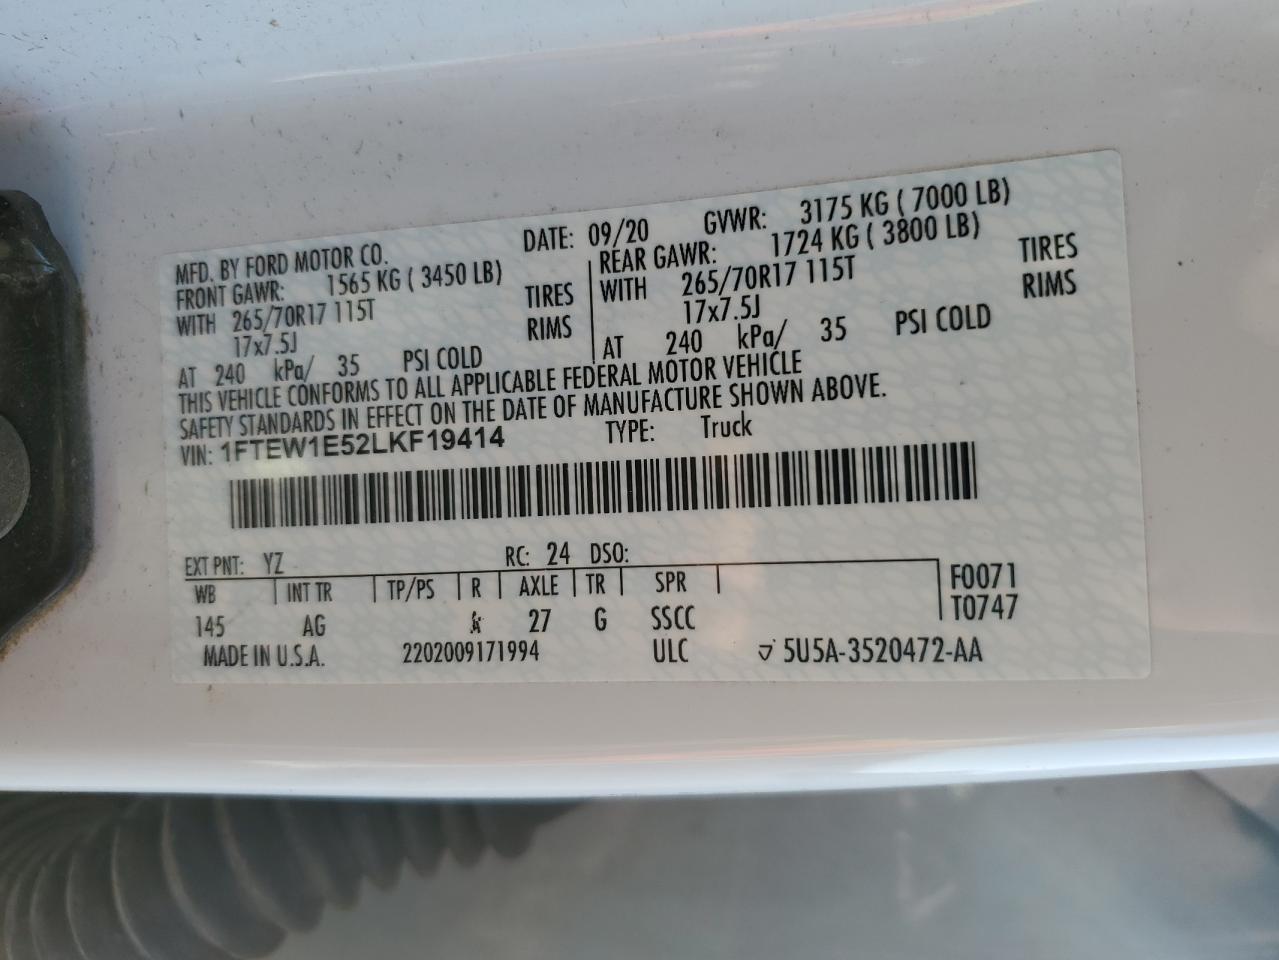 MFD. BY FORD MOTOR CO. DATE: 09/20 GVWR: 3175 KG ( 7000 LB)
FRONT GAWR: 1565 KG ( 3450 LB) REAR GAWR: 1724 KG ( 3800 LB)
WITH 265/70R17 115T TIRES WITH 265/70R17 115T TIRES
17x7.5J RIMS 17x7.5J RIMS
AT 240 kPa/ 35 PSI COLD AT 240 kPa/ 35 PSI COLD
THIS VEHICLE CONFORMS TO ALL APPLICABLE FEDERAL MOTOR VEHICLE
SAFETY STANDARDS IN EFFECT ON THE DATE OF MANUFACTURE SHOWN ABOVE.
VIN: 1FTEW1E52LKF19414 TYPE: Truck
EXT PNT: YZ RC: 24 DSO:
WB INT TR TP/PS R AXLE TR SPR F0071
145 AG 27 G SSCC T0747
MADE IN U.S.A. 2202009171994 ULC 5U5A-3520472-AA